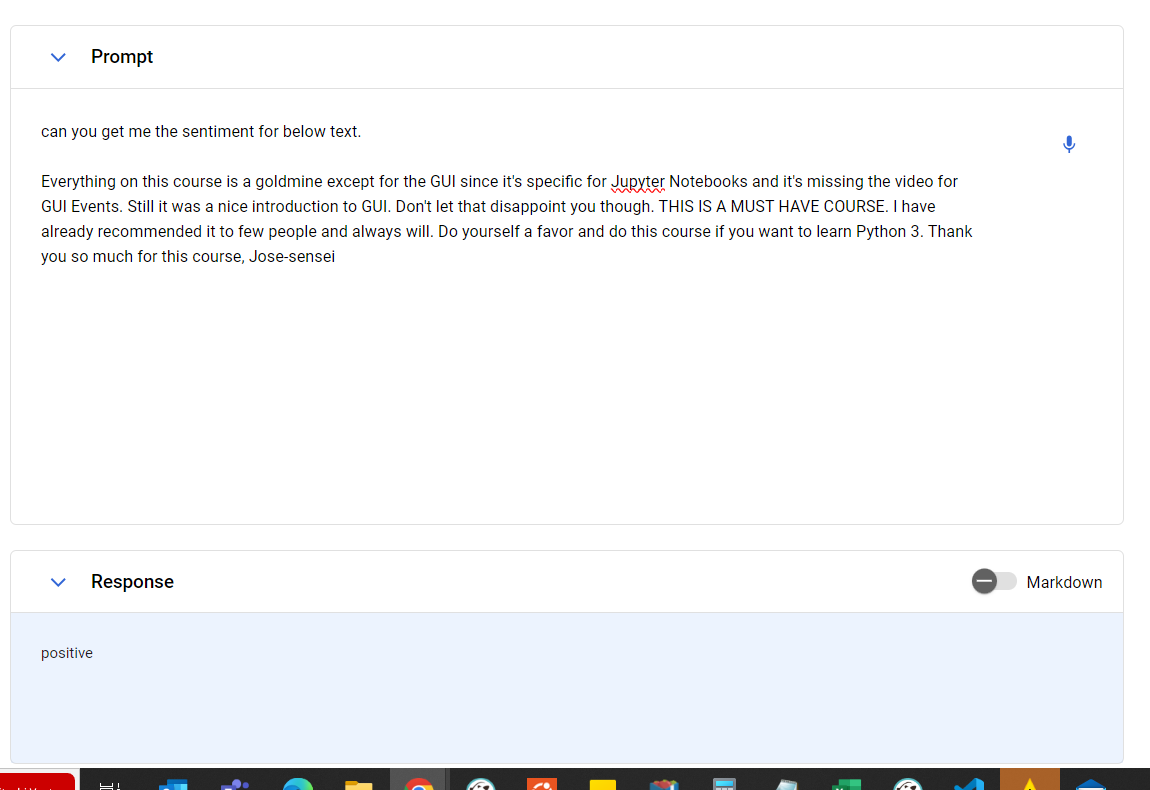 Prompt
can you get me the sentiment for below text.
Everything on this course is a goldmine except for the GUI since it's specific for Jupyter Notebooks and it's missing the video for
GUI Events. Still it was a nice introduction to GUI. Don't let that disappoint you though. THIS IS A MUST HAVE COURSE. I have
already recommended it to few people and always will. Do yourself a favor and do this course if you want to learn Python 3. Thank
you so much for this course, Jose-sensei
Response
Markdown
positive